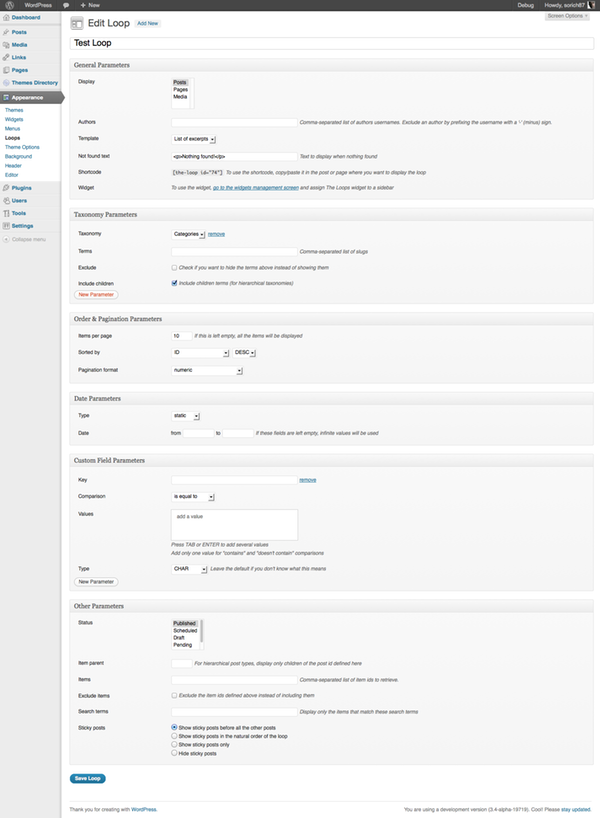 WordPress + New Debug Howdy, sorich87
Screen Options
Dashboard
Posts
Media
Links
Pages
Themes Directory
Appearance
Themes
Widgets
Menus
Loops
Theme Options
Background
Header
Editor
Plugins
Users
Tools
Settings
Collapse menu
Edit Loop Add New
Test Loop
General Parameters
Display Posts
Pages
Media
Authors Comma-separated list of authors usernames. Exclude an author by prefixing the username with a '-' (minus) sign.
Template List of excerpts
Not found text <p>Nothing found</p> Text to display when nothing found
Shortcode [the-loop id="74"] To use the shortcode, copy/paste it in the post or page where you want to display the loop
Widget To use the widget, go to the widgets management screen and assign The Loops widget to a sidebar
Taxonomy Parameters
Taxonomy Categories remove
Terms Comma-separated list of slugs
Exclude Check if you want to hide the terms above instead of showing them
Include children Include children terms (for hierarchical taxonomies)
New Parameter
Order & Pagination Parameters
Items per page 10 If this is left empty, all the items will be displayed
Sorted by ID DESC
Pagination format numeric
Date Parameters
Type static
Date from to If these fields are left empty, infinite values will be used
Custom Field Parameters
Key remove
Comparison is equal to
Values add a value
Press TAB or ENTER to add several values
Add only one value for "contains" and "doesn't contain" comparisons
Type CHAR Leave the default if you don't know what this means
New Parameter
Other Parameters
Status Published
Scheduled
Draft
Pending
Item parent For hierarchical post types, display only children of the post id defined here
Items Comma-separated list of item ids to retrieve.
Exclude items Exclude the item ids defined above instead of including them
Search terms Display only the items that match these search terms
Sticky posts Show sticky posts before all the other posts
Show sticky posts in the natural order of the loop
Show sticky posts only
Hide sticky posts
Save Loop
Thank you for creating with WordPress. You are using a development version (3.4-alpha-19719). Cool! Please stay updated.